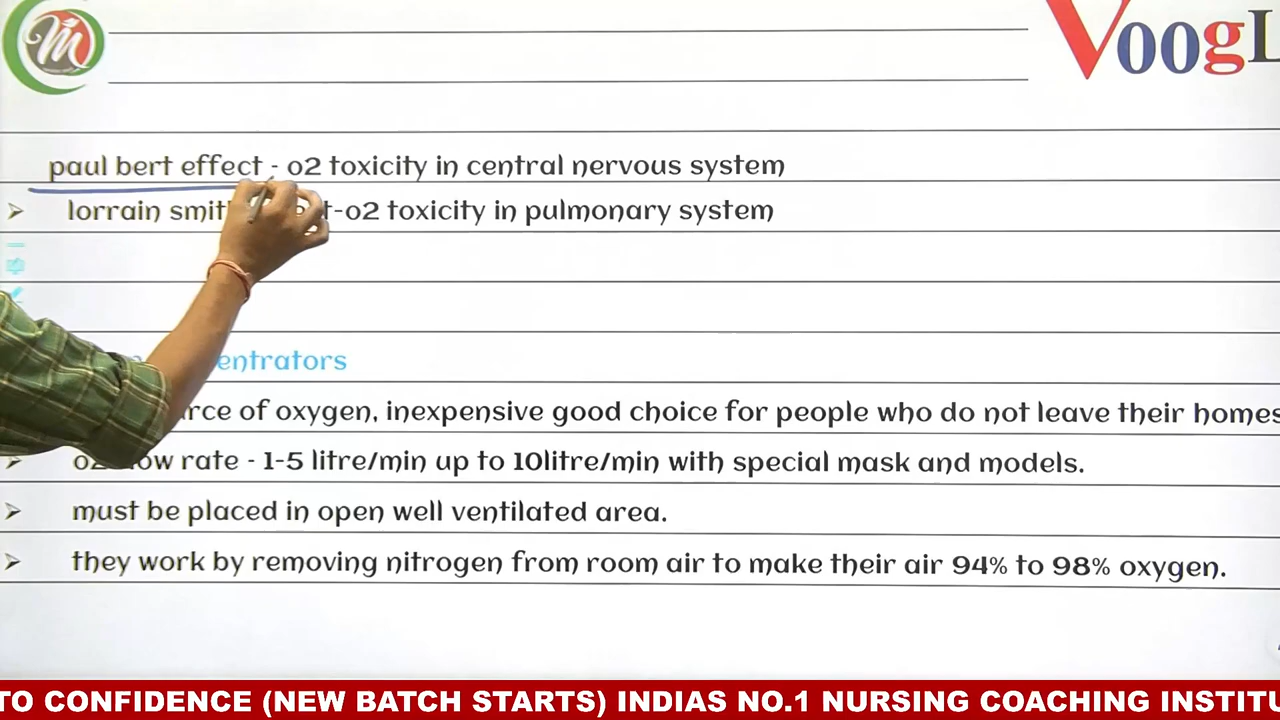 VoogL
paul bert effect - o2 toxicity in central nervous system
lorrain smit t-o2 toxicity in pulmonary system
entrators
rce of oxygen, inexpensive good choice for people who do not leave their homes
o2 flow rate - 1-5 litre/min up to 10litre/min with special mask and models.
must be placed in open well ventilated area.
they work by removing nitrogen from room air to make their air 94% to 98% oxygen.
TO CONFIDENCE (NEW BATCH STARTS) INDIAS NO.1 NURSING COACHING INSTITU